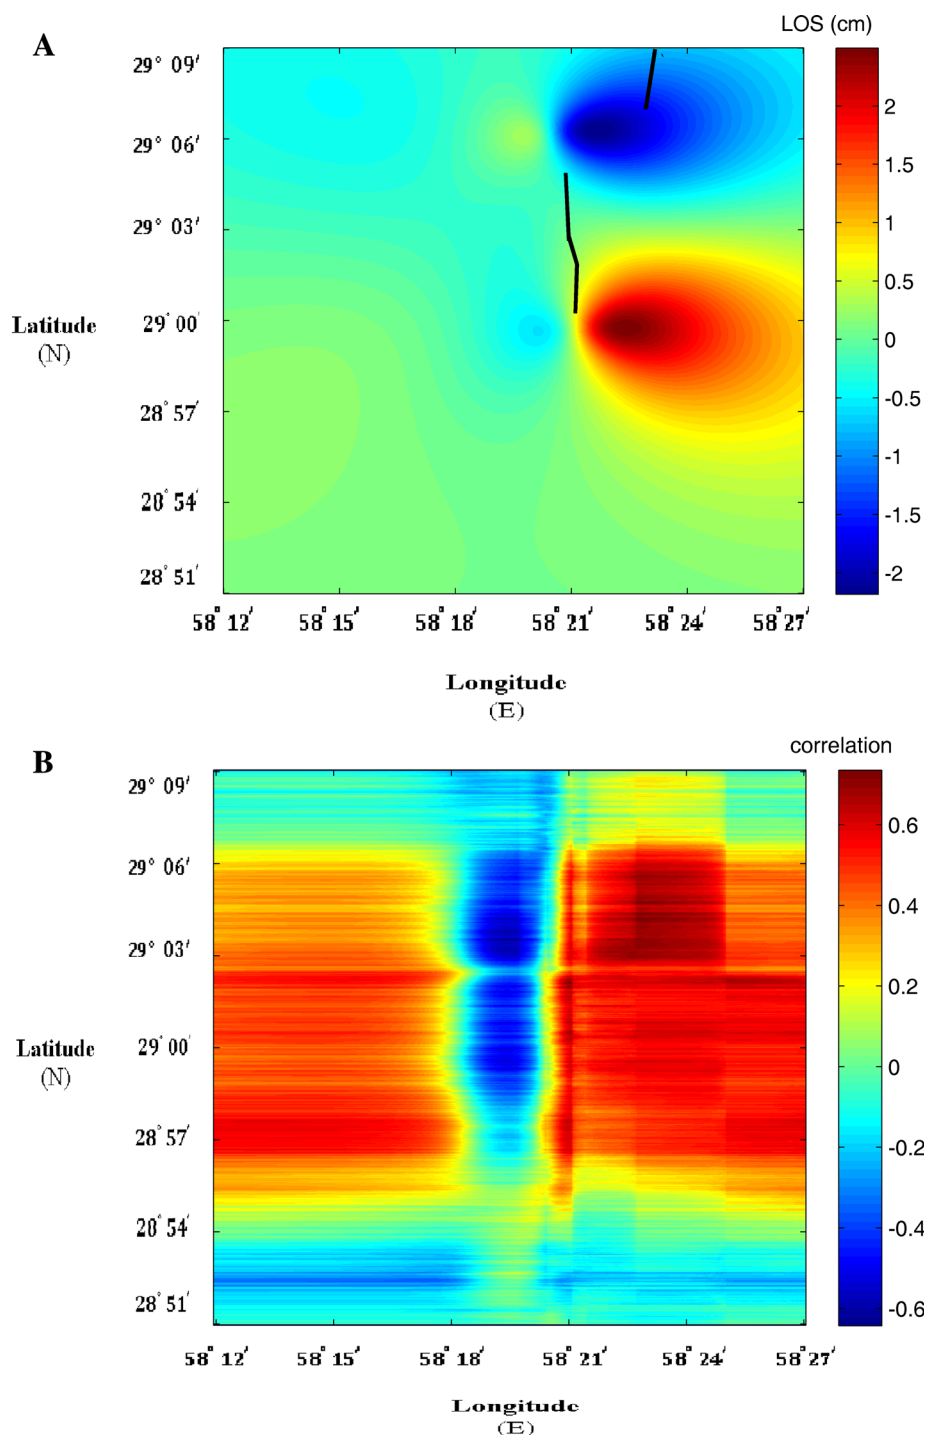 A
LOS (cm)
29° 09′
29° 06′
29° 03′
29° 00′
28° 57′
20° 54′
28° 51′
Latitude
(N)
2
1.5
1
0.5
0
-0.5
-1
-1.5
-2
58° 12′ 58° 15′ 58° 18′ 58° 21′ 58° 24′ 58° 27′
Longitude
(E)
B
correlation
29° 09′
29° 06′
29° 03′
29° 00′
28° 57′
28° 54′
28° 51′
Latitude
(N)
0.6
0.4
0.2
0
-0.2
-0.4
-0.6
58° 12′ 58° 15′ 58° 18′ 58° 21′ 58° 24′ 58° 27′
Longitude
(E)